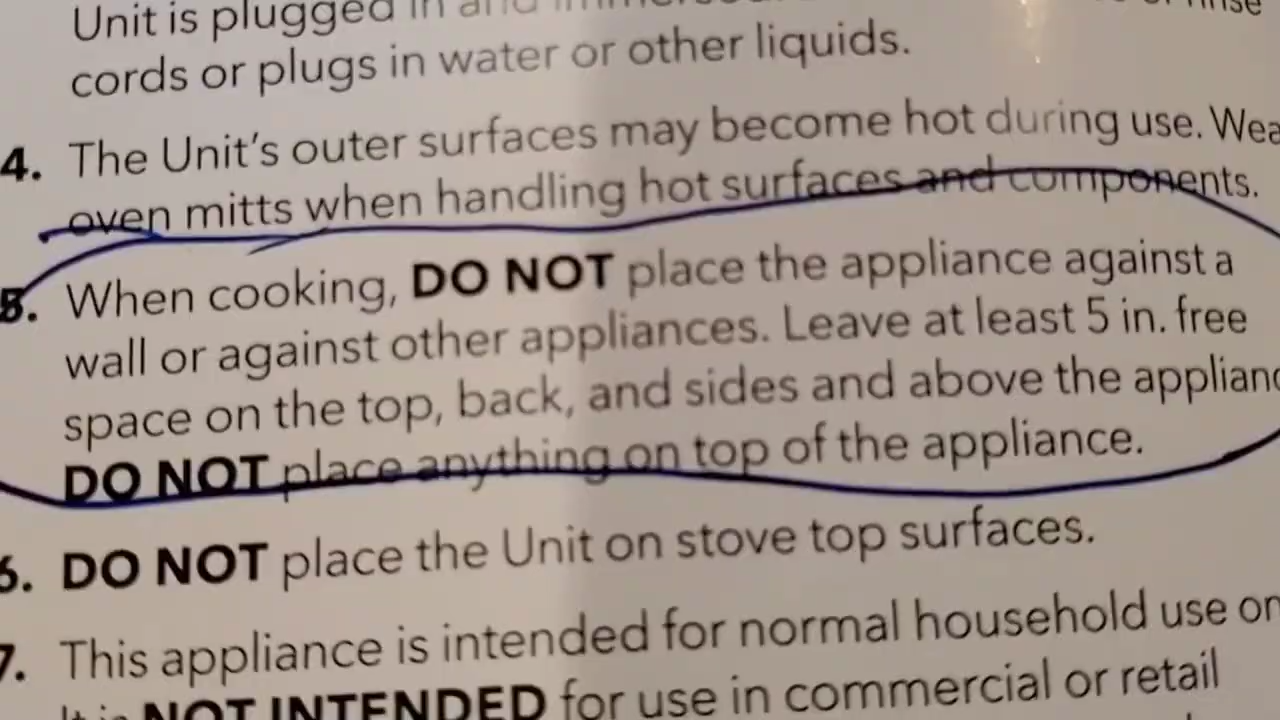 Unit is plugged in and
cords or plugs in water or other liquids.
4. The Unit's outer surfaces may become hot during use. Wea
oven mitts when handling hot surfaces and components.
5. When cooking, DO NOT place the appliance against a
wall or against other appliances. Leave at least 5 in. free
space on the top, back, and sides and above the applianc
DO NOT place anything on top of the appliance.
6. DO NOT place the Unit on stove top surfaces.
7. This appliance is intended for normal household use on
It is NOT INTENDED for use in commercial or retail